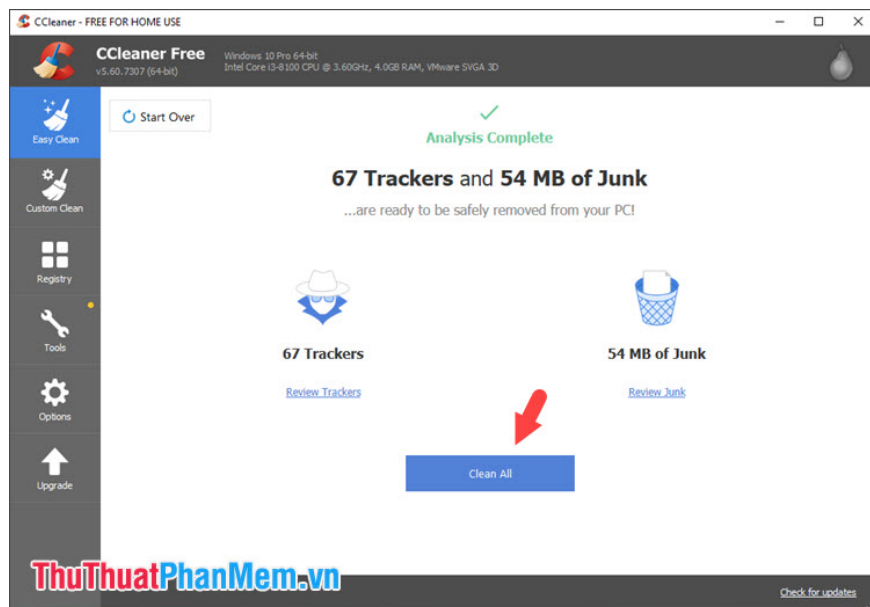 CCleaner - FREE FOR HOME USE
CCleaner Free
v5.60.7307 (64-bit)
Windows 10 Pro 64-bit
Intel Core i3-8100 CPU @ 3.60GHz, 4.0GB RAM, VMware SVGA 3D
Easy Clean
Custom Clean
Registry
Tools
Options
Upgrade
Start Over
Analysis Complete
67 Trackers and 54 MB of Junk
...are ready to be safely removed from your PC!
67 Trackers
Review Trackers
54 MB of Junk
Review Junk
Clean All
ThuThuatPhanMem.vn
Check for updates